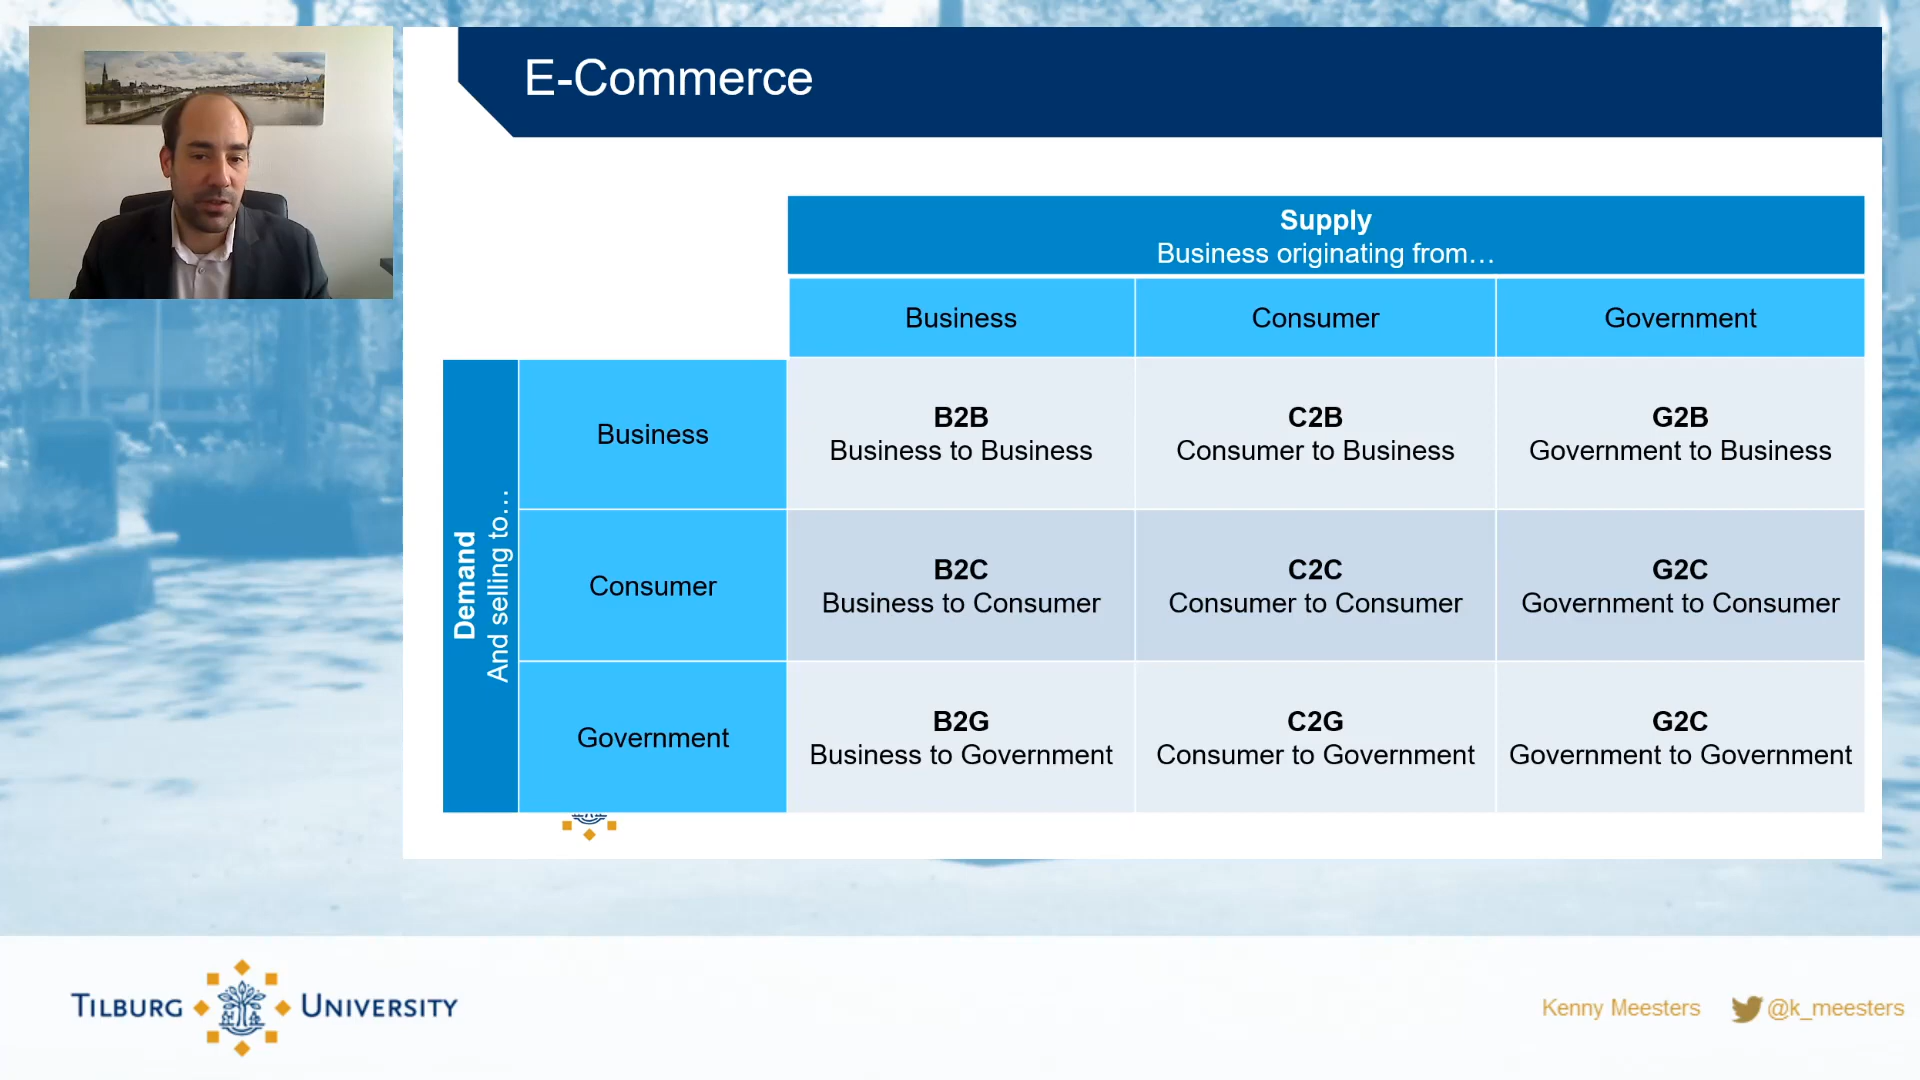 E-Commerce
Supply
Business originating from…
Business
Consumer
Government
Demand
And selling to…
Business
B2B
Business to Business
C2B
Consumer to Business
G2B
Government to Business
Consumer
B2C
Business to Consumer
C2C
Consumer to Consumer
G2C
Government to Consumer
Government
B2G
Business to Government
C2G
Consumer to Government
G2C
Government to Government
TILBURG UNIVERSITY
Kenny Meesters @k_meesters